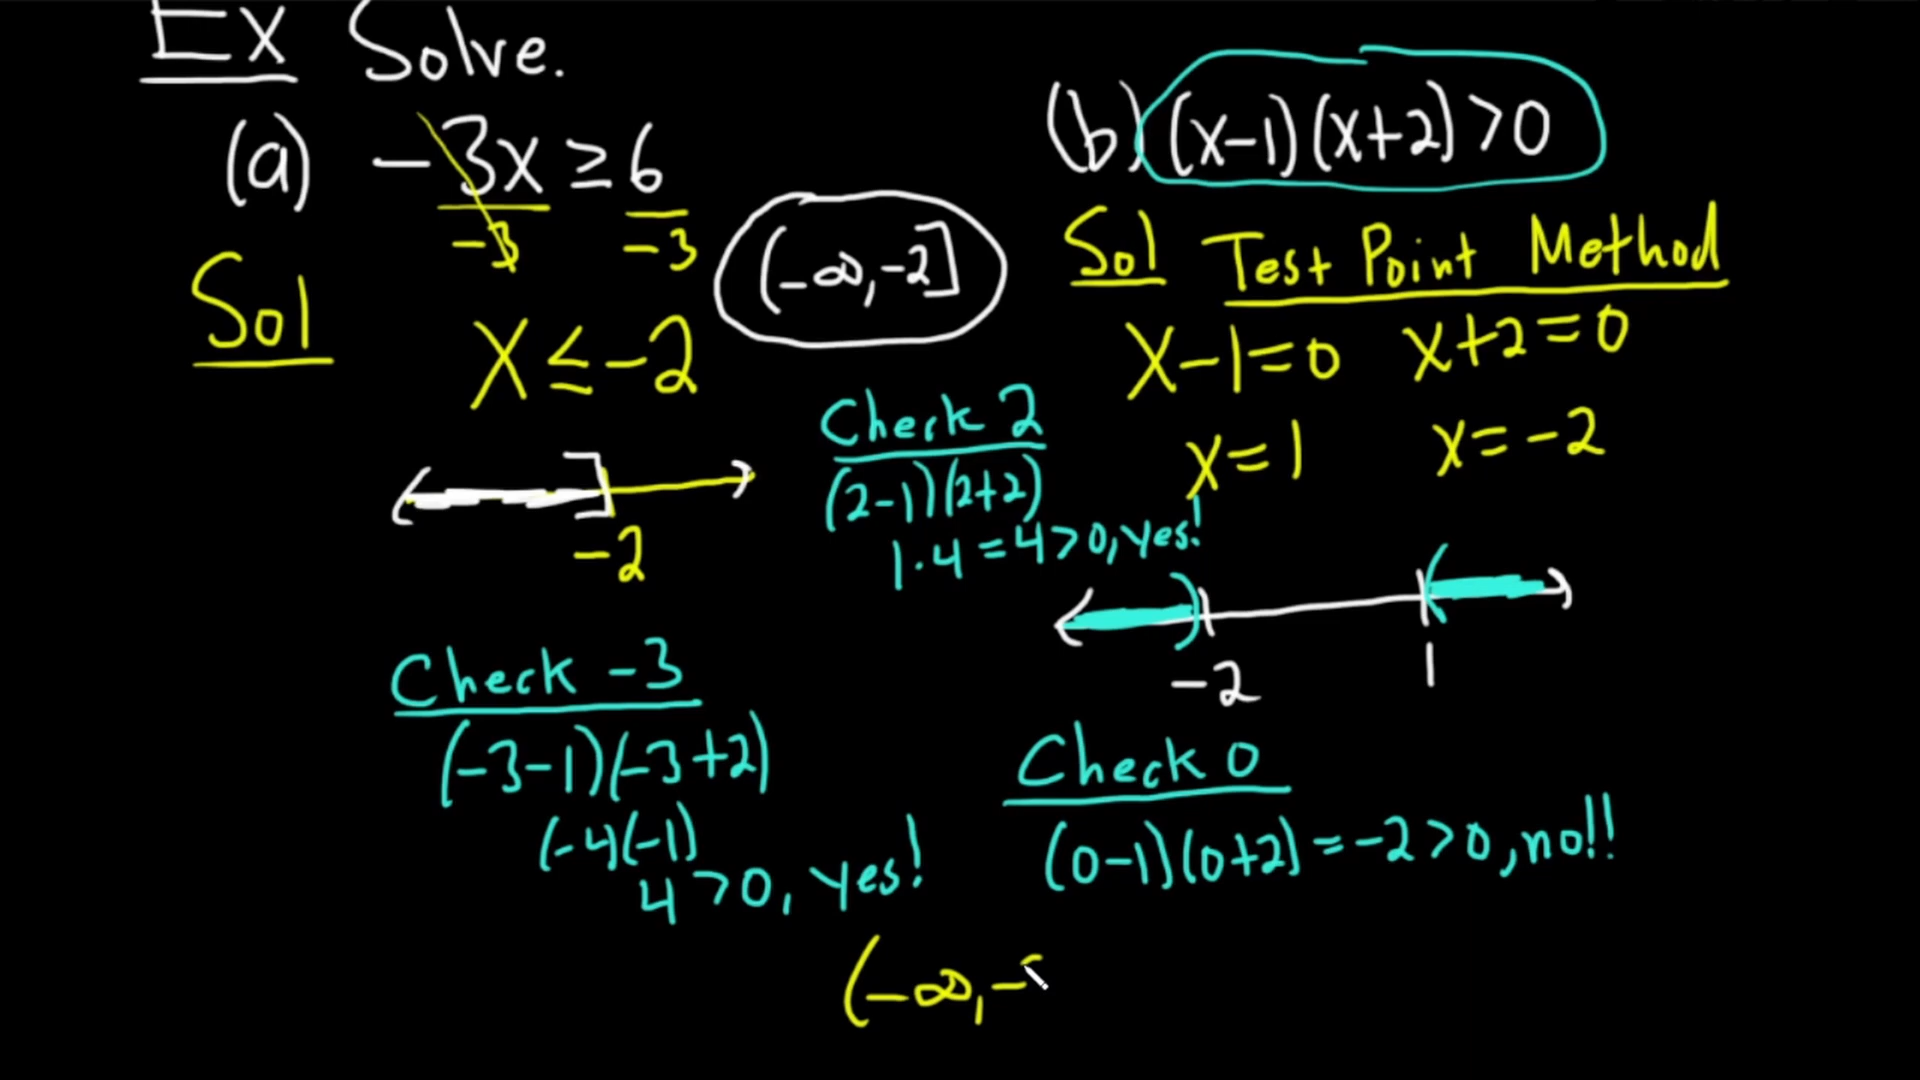 Ex Solve.
(a) -3x ≥ 6
-3 -3
(-∞, -2]
Sol
x ≤ -2
-2
(b) (x-1)(x+2) > 0
Sol Test Point Method
x-1=0 x+2=0
x=1 x=-2
Check 2
(2-1)(2+2)
1·4 = 4 > 0, yes!
-2 1
Check -3
(-3-1)(-3+2)
(-4)(-1)
4 > 0, yes!
Check 0
(0-1)(0+2) = -2 > 0, no!!
(-∞, -